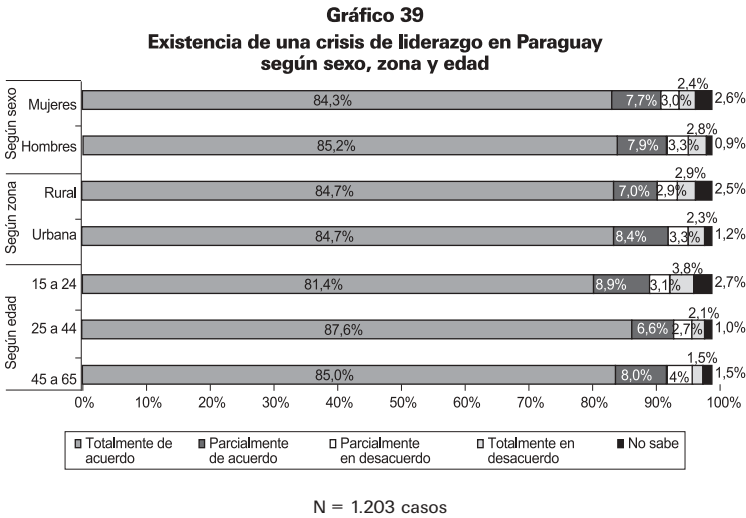 Gráfico 39
Existencia de una crisis de liderazgo en Paraguay
según sexo, zona y edad
Según sexo
Mujeres 84,3% 7,7% 3,0% 2,4% 2,6%
Hombres 85,2% 7,9% 3,3% 2,8% 0,9%
Según zona
Rural 84,7% 7,0% 2,9% 2,9% 2,5%
Urbana 84,7% 8,4% 3,3% 2,3% 1,2%
Según edad
15 a 24 81,4% 8,9% 3,1% 3,8% 2,7%
25 a 44 87,6% 6,6% 2,7% 2,1% 1,0%
45 a 65 85,0% 8,0% 4% 1,5% 1,5%
0% 10% 20% 30% 40% 50% 60% 70% 80% 90% 100%
Totalmente de acuerdo
Parcialmente de acuerdo
Parcialmente en desacuerdo
Totalmente en desacuerdo
No sabe
N = 1.203 casos